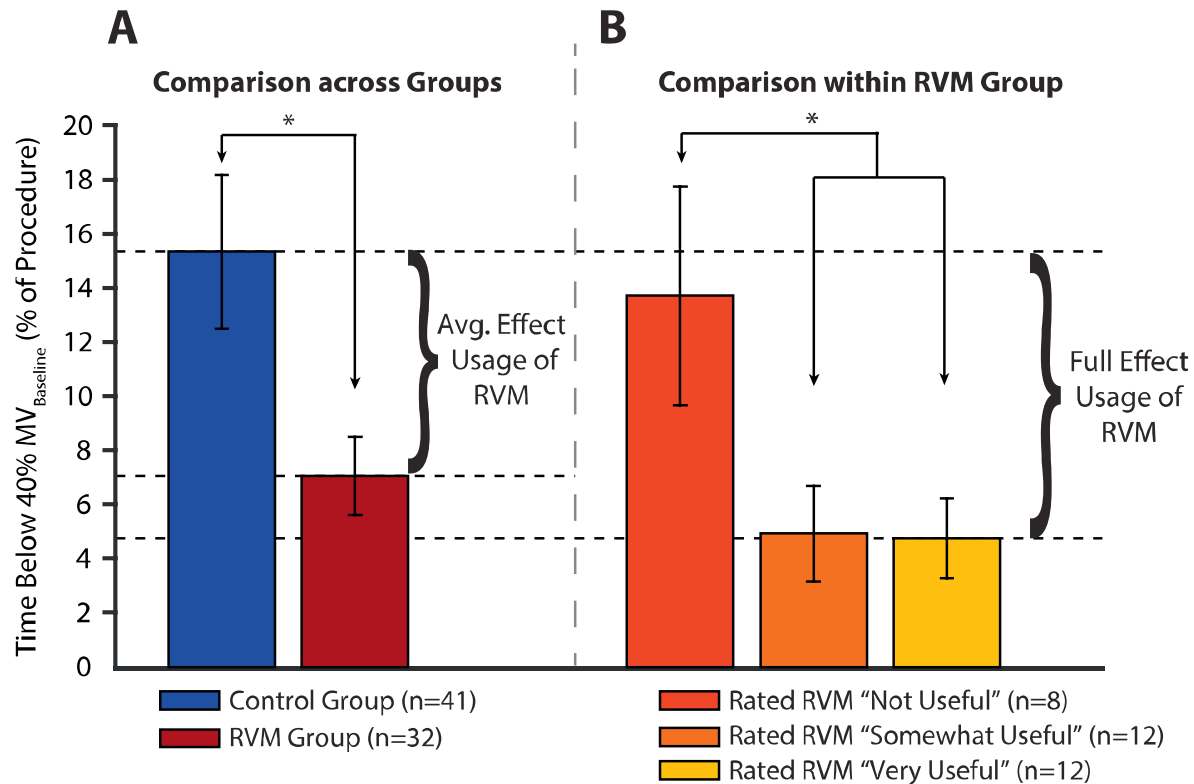 A
B
Comparison across Groups
Comparison within RVM Group
Time Below 40% MVBaseline (% of Procedure)
20
18
16
14
12
10
8
6
4
2
0
*
*
Avg. Effect
Usage of
RVM
Full Effect
Usage of
RVM
Control Group (n=41)
RVM Group (n=32)
Rated RVM “Not Useful” (n=8)
Rated RVM “Somewhat Useful” (n=12)
Rated RVM “Very Useful” (n=12)